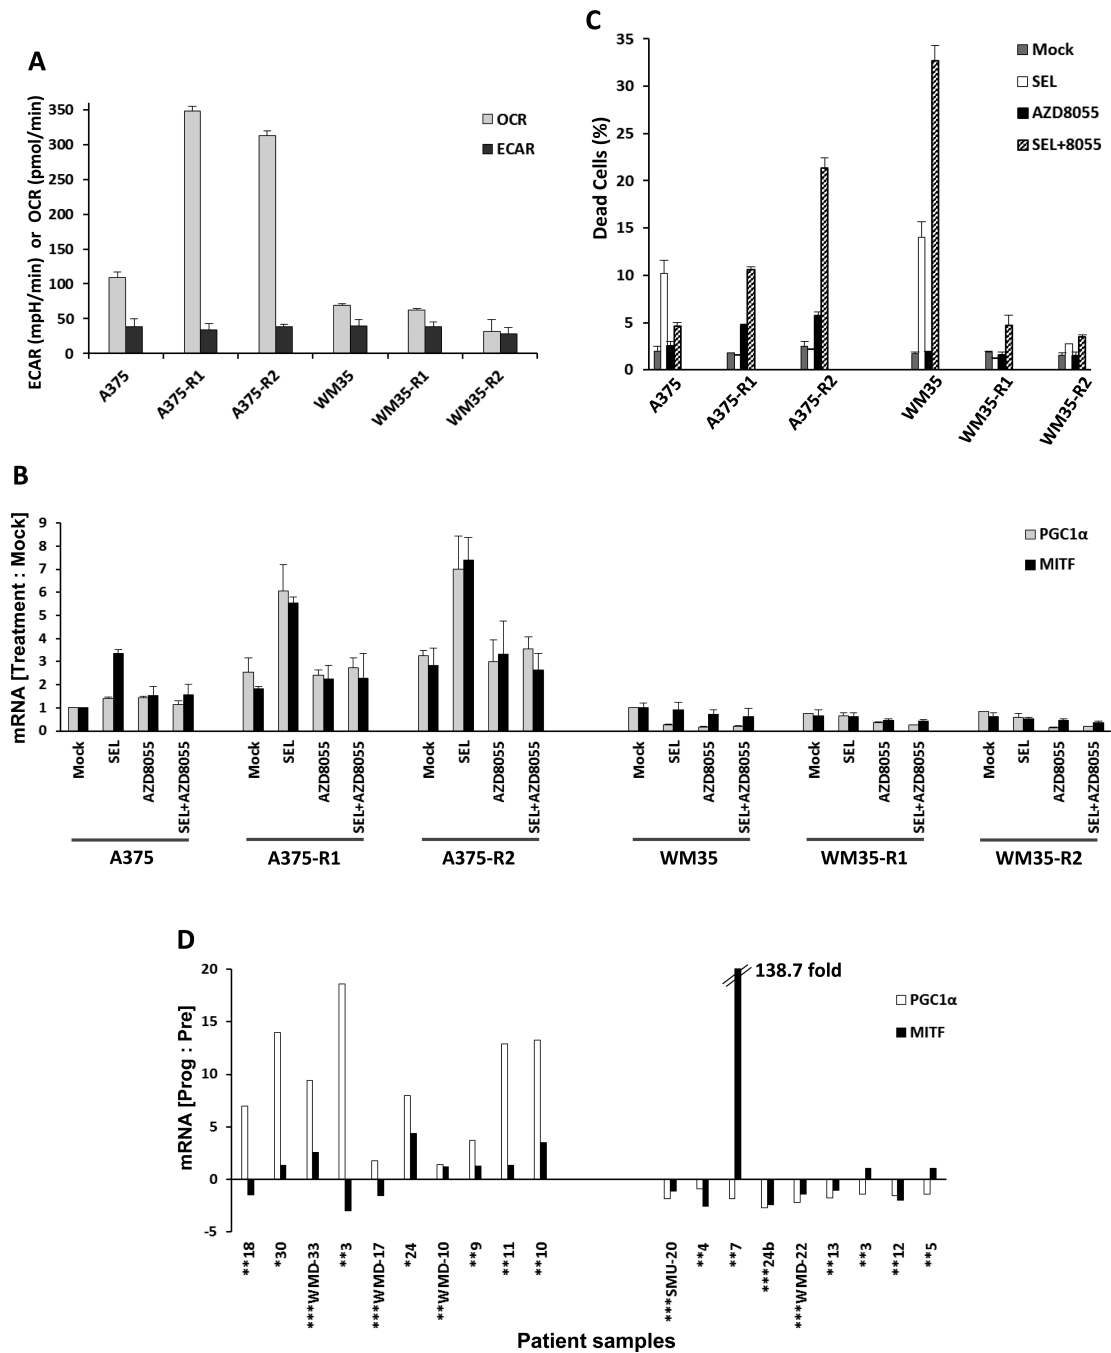 A
ECAR (mpH/min) or OCR (pmol/min)
350
300
250
200
150
100
50
0
OCR
ECAR
A375
A375-R1
A375-R2
WM35
WM35-R1
WM35-R2
C
Dead Cells (%)
35
30
25
20
15
10
5
0
Mock
SEL
AZD8055
SEL+8055
A375
A375-R1
A375-R2
WM35
WM35-R1
WM35-R2
B
mRNA [Treatment : Mock]
9
8
7
6
5
4
3
2
1
0
PGC1α
MITF
Mock
SEL
AZD8055
SEL+AZD8055
Mock
SEL
AZD8055
SEL+AZD8055
Mock
SEL
AZD8055
SEL+AZD8055
Mock
SEL
AZD8055
SEL+AZD8055
Mock
SEL
AZD8055
SEL+AZD8055
Mock
SEL
AZD8055
SEL+AZD8055
A375
A375-R1
A375-R2
WM35
WM35-R1
WM35-R2
D
mRNA [Prog : Pre]
20
15
10
5
0
-5
138.7 fold
PGC1α
MITF
**18
*30
***WMD-33
**3
***WMD-17
*24
**WMD-10
**9
**11
**10
***SMU-20
**4
**7
***24b
***WMD-22
**13
**3
**12
**5
Patient samples